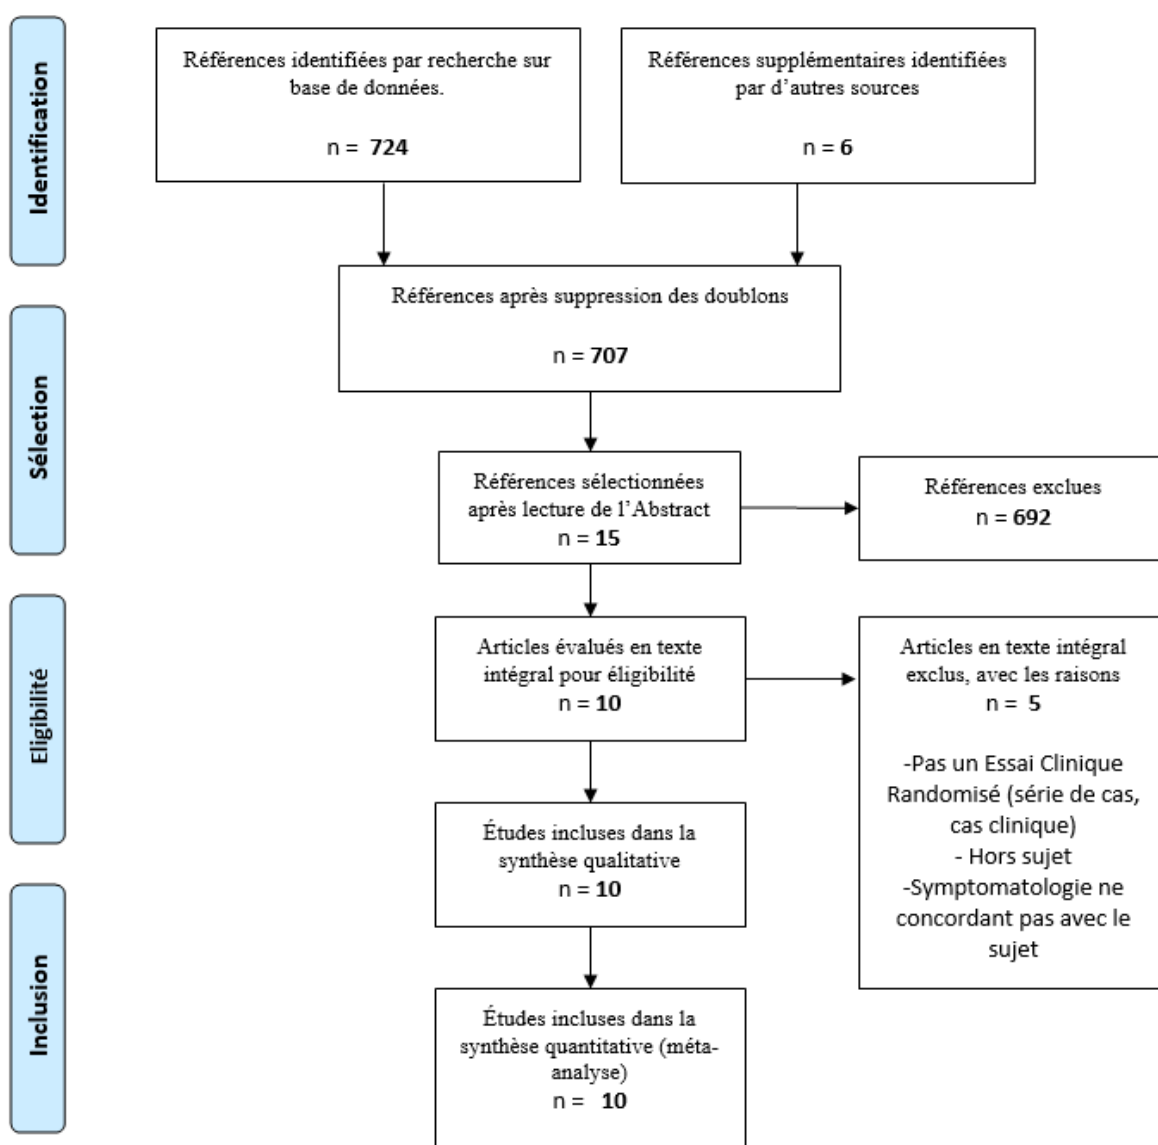 Identification
Références identifiées par recherche sur
base de données.
n = 724
Références supplémentaires identifiées
par d’autres sources
n = 6
Sélection
Références après suppression des doublons
n = 707
Références sélectionnées
après lecture de l’Abstract
n = 15
Références exclues
n = 692
Eligibilité
Articles évalués en texte
intégral pour éligibilité
n = 10
Articles en texte intégral
exclus, avec les raisons
n = 5
-Pas un Essai Clinique
Randomisé (série de cas,
cas clinique)
- Hors sujet
-Symptomatologie ne
concordant pas avec le
sujet
Études incluses dans la
synthèse qualitative
n = 10
Inclusion
Études incluses dans la
synthèse quantitative (méta-
analyse)
n = 10